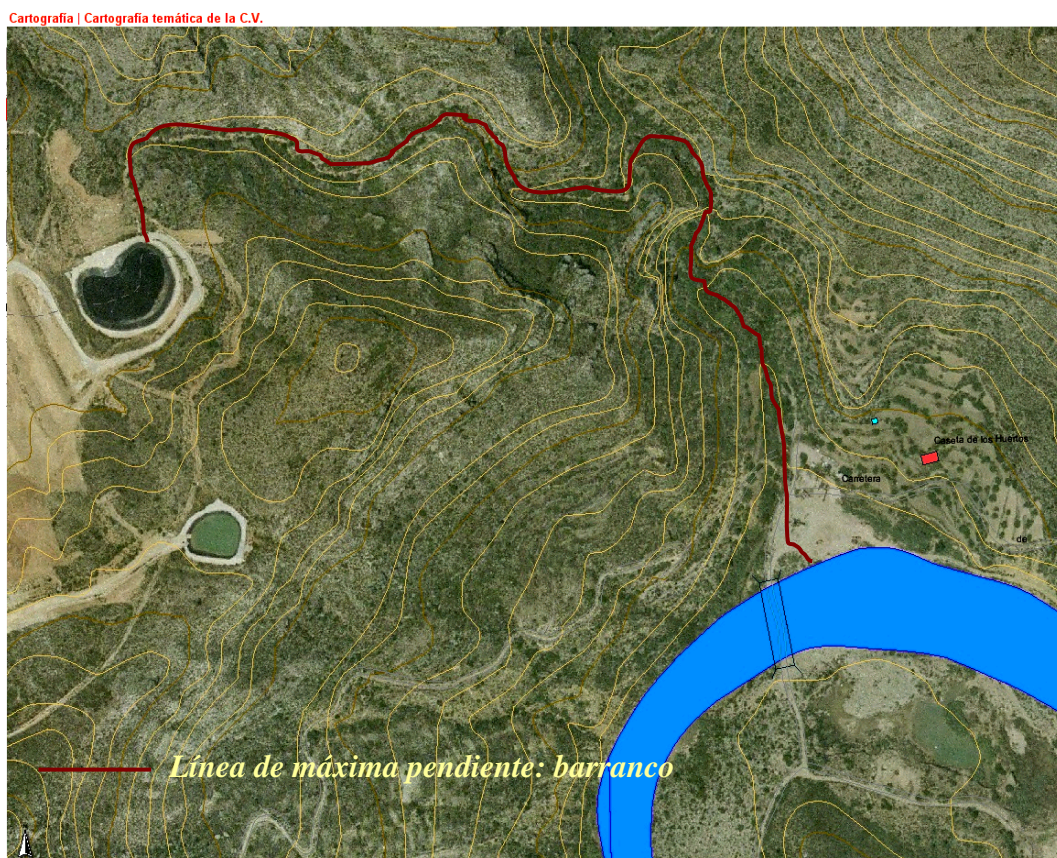 Cartografía | Cartografía temática de la C.V.
Caseta de los Huertos
Carretera
de
Línea de máxima pendiente: barranco